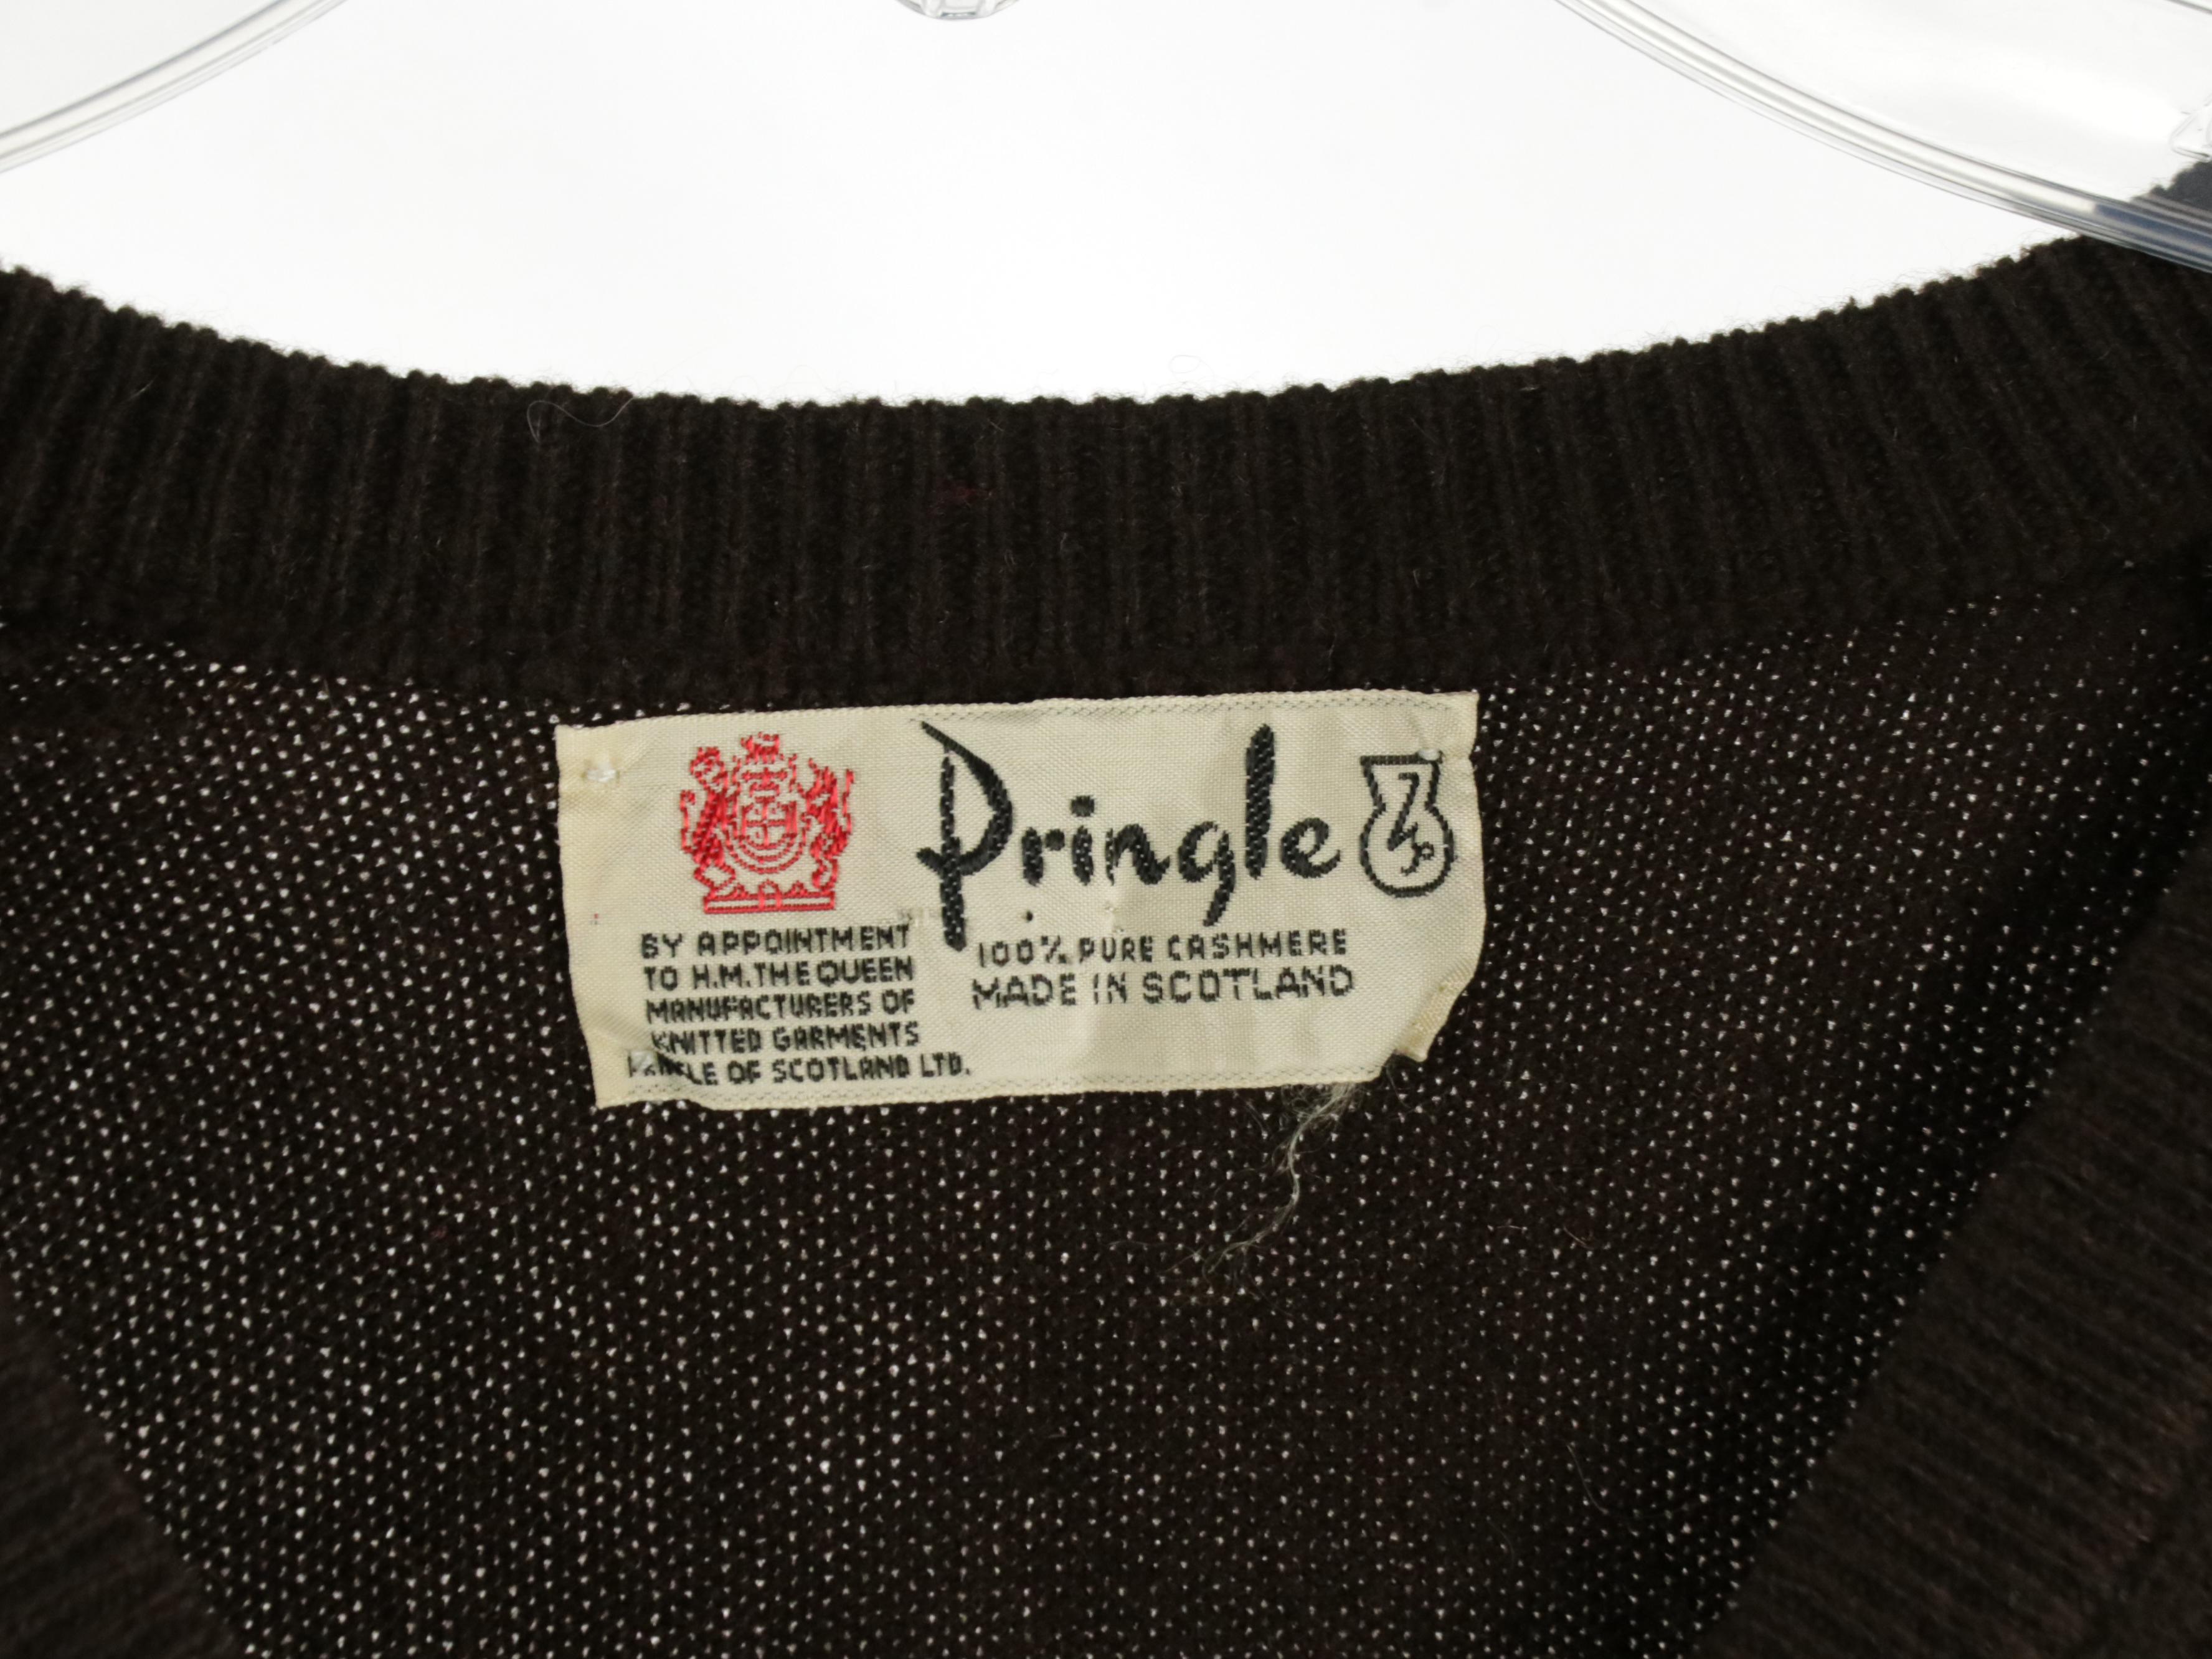 Pringle
BY APPOINTMENT
TO H.M. THE QUEEN
MANUFACTURERS OF
KNITTED GARMENTS
OF SCOTLAND LTD.
100% PURE CASHMERE
MADE IN SCOTLAND